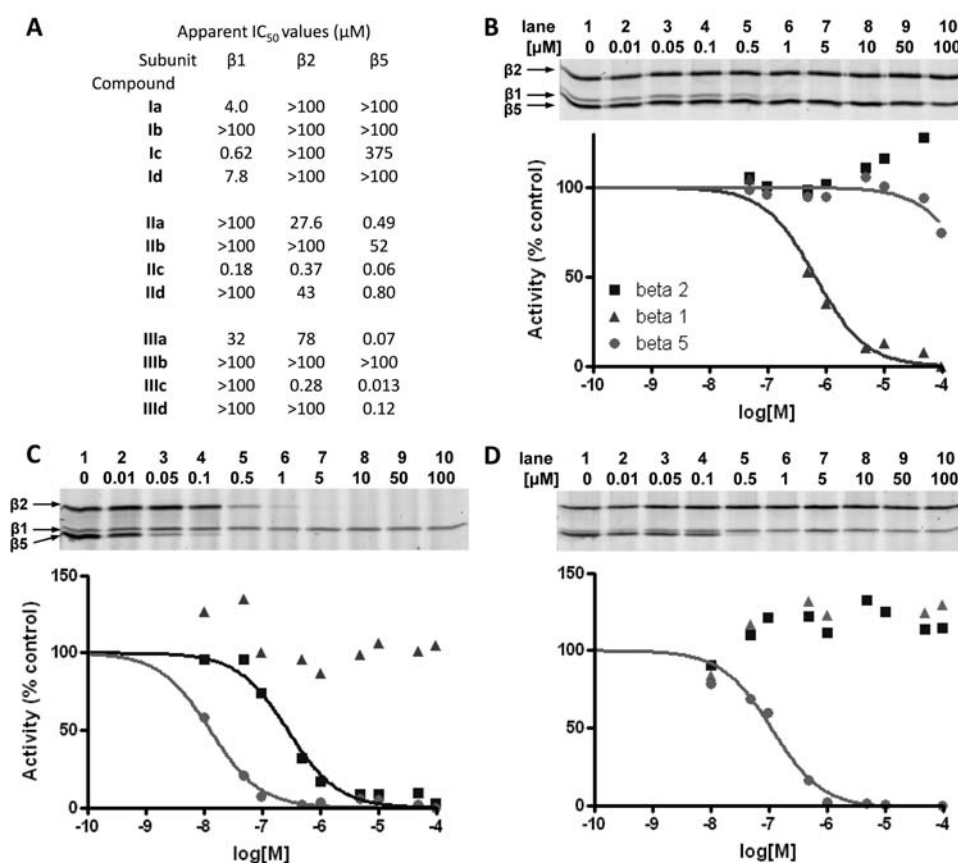 A
Apparent IC50 values (µM)
Subunit β1 β2 β5
Compound
Ia 4.0 >100 >100
Ib >100 >100 >100
Ic 0.62 >100 375
Id 7.8 >100 >100
IIa >100 27.6 0.49
IIb >100 >100 52
IIc 0.18 0.37 0.06
IId >100 43 0.80
IIIa 32 78 0.07
IIIb >100 >100 >100
IIIc >100 0.28 0.013
IIId >100 >100 0.12
B
lane 1 2 3 4 5 6 7 8 9 10
[µM] 0 0.01 0.05 0.1 0.5 1 5 10 50 100
β2
β1
β5
Activity (% control)
100
50
0
beta 2
beta 1
beta 5
-10 -9 -8 -7 -6 -5 -4
log[M]
C
1 2 3 4 5 6 7 8 9 10
0 0.01 0.05 0.1 0.5 1 5 10 50 100
β2
β1
β5
Activity (% control)
150
100
50
0
-10 -9 -8 -7 -6 -5 -4
log[M]
D
lane 1 2 3 4 5 6 7 8 9 10
[µM] 0 0.01 0.05 0.1 0.5 1 5 10 50 100
150
100
50
0
-10 -9 -8 -7 -6 -5 -4
log[M]